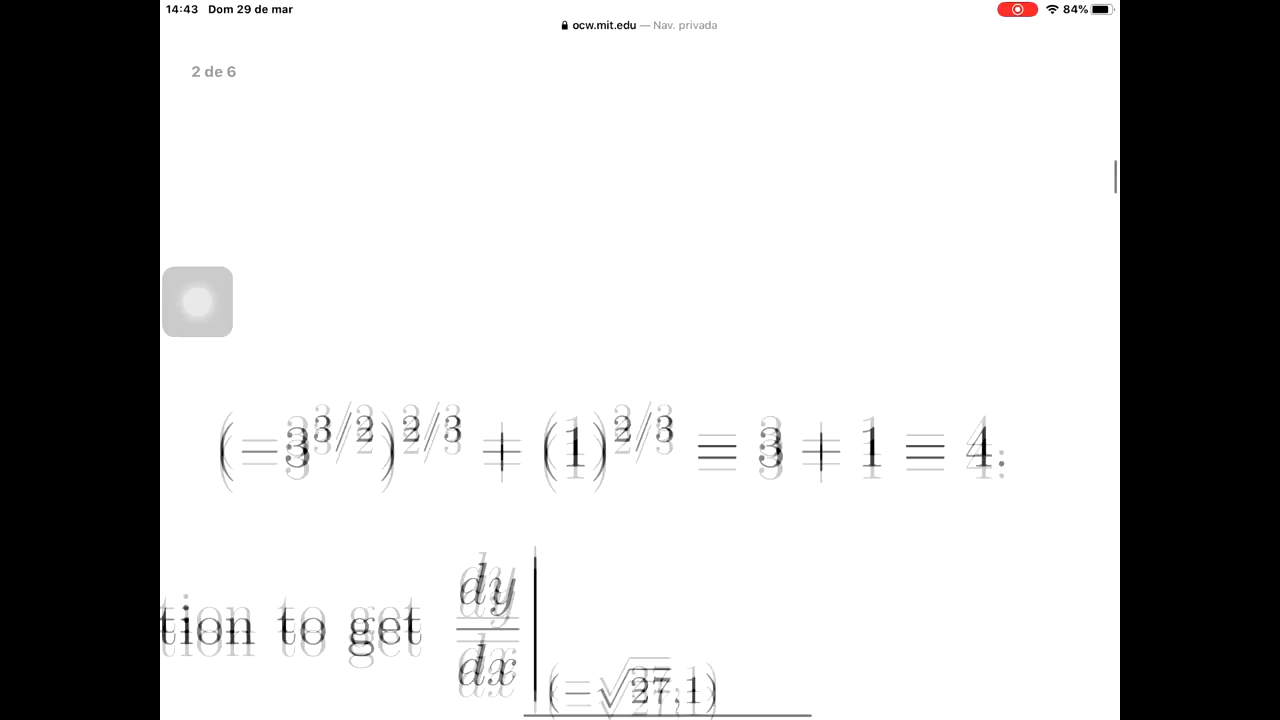 14:43 Dom 29 de mar 84%
ocw.mit.edu — Nav. privada
2 de 6
(−3^{3/2})^{2/3} + (1)^{2/3} = 3 + 1 = 4.
tion to get dy/dx |_{(−√27,1)}